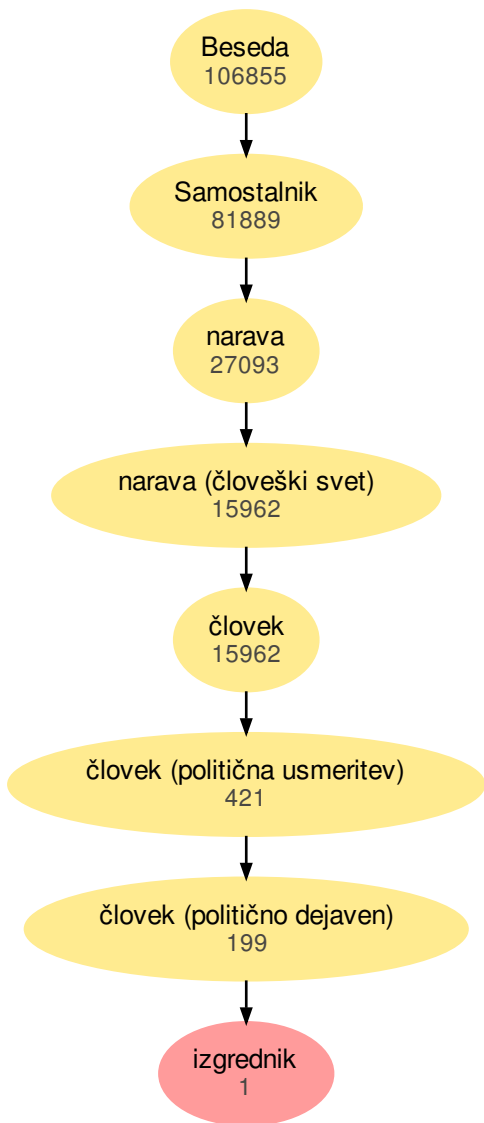 Beseda
106855
Samostalnik
81889
narava
27093
narava (človeški svet)
15962
človek
15962
človek (politična usmeritev)
421
človek (politično dejaven)
199
izgrednik
1